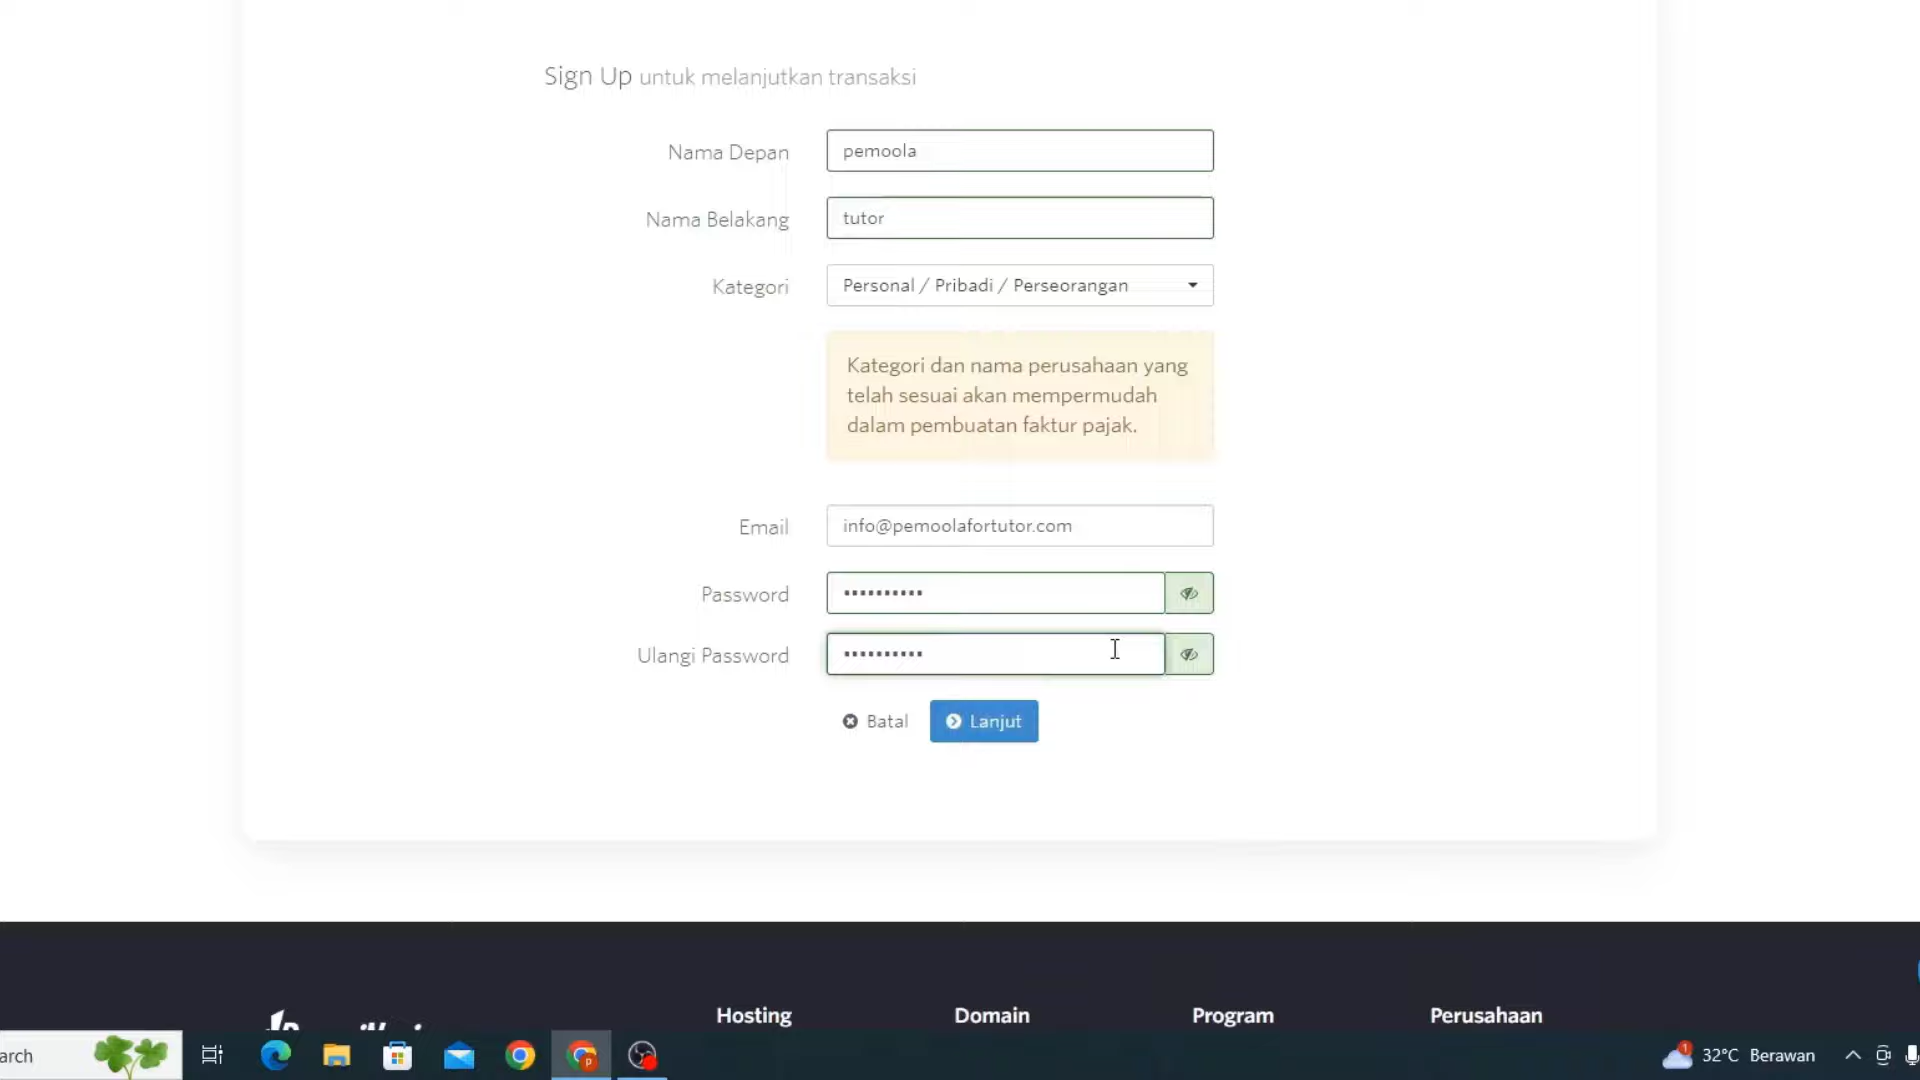 Sign Up untuk melanjutkan transaksi
Nama Depan
pemoola
Nama Belakang
tutor
Kategori
Personal / Pribadi / Perseorangan
Kategori dan nama perusahaan yang
telah sesuai akan mempermudah
dalam pembuatan faktur pajak.
Email
info@pemoolafortutor.com
Password
••••••••••
Ulangi Password
••••••••••
Batal
Lanjut
Hosting
Domain
Program
Perusahaan
arch
P
1
32°C Berawan